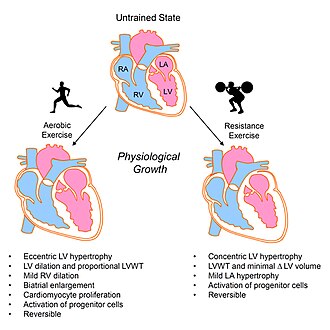 Untrained State
RA
LA
RV
LV
Aerobic
Exercise
Resistance
Exercise
Physiological
Growth
• Eccentric LV hypertrophy
• LV dilation and proportional LVWT
• Mild RV dilation
• Biatrial enlargement
• Cardiomyocyte proliferation
• Activation of progenitor cells
• Reversible
• Concentric LV hypertrophy
• LVWT and minimal Δ LV volume
• Mild LA hypertrophy
• Activation of progenitor cells
• Reversible